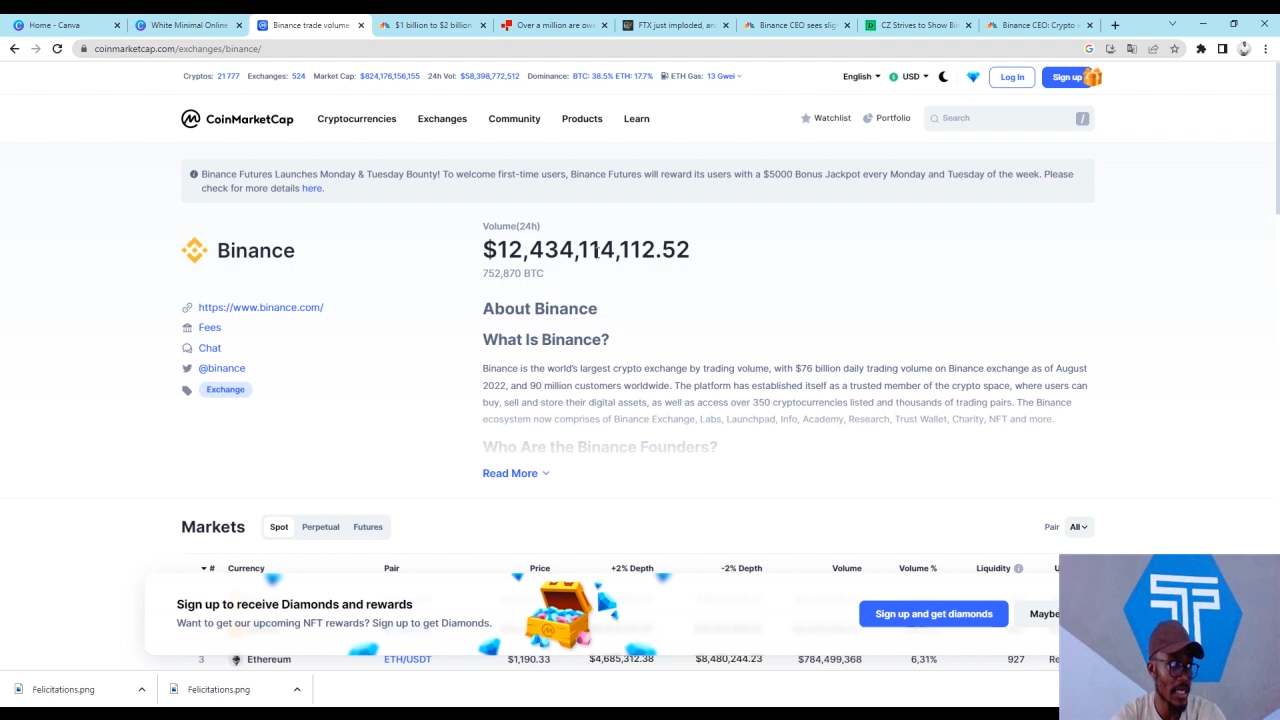 Home - Canva
White Minimal Online
Binance trade volume
$1 billion to $2 billion
Over a million are ow
FTX just imploded, an
Binance CEO sees sli
CZ Strives to Show Bi
Binance CEO: Crypto
coinmarketcap.com/exchanges/binance/
Cryptos: 21 777 Exchanges: 524 Market Cap: $824,176,156,155 24h Vol: $58,398,772,512 Dominance: BTC: 38.5% ETH: 17.7% ETH Gas: 13 Gwei
English USD Log In Sign up
CoinMarketCap Cryptocurrencies Exchanges Community Products Learn Watchlist Portfolio Search /
Binance Futures Launches Monday & Tuesday Bounty! To welcome first-time users, Binance Futures will reward its users with a $5000 Bonus Jackpot every Monday and Tuesday of the week. Please
check for more details here.
Binance
https://www.binance.com/
Fees
Chat
@binance
Exchange
Volume(24h)
$12,434,114,112.52
752,870 BTC
About Binance
What Is Binance?
Binance is the world's largest crypto exchange by trading volume, with $76 billion daily trading volume on Binance exchange as of August
2022, and 90 million customers worldwide. The platform has established itself as a trusted member of the crypto space, where users can
buy, sell and store their digital assets, as well as access over 350 cryptocurrencies listed and thousands of trading pairs. The Binance
ecosystem now comprises of Binance Exchange, Labs, Launchpad, Info, Academy, Research, Trust Wallet, Charity, NFT and more.
Who Are the Binance Founders?
Read More
Markets Spot Perpetual Futures Pair All
# Currency Pair Price +2% Depth -2% Depth Volume Volume % Liquidity
Sign up to receive Diamonds and rewards
Want to get our upcoming NFT rewards? Sign up to get Diamonds.
Sign up and get diamonds
Maybe
3 Ethereum ETH/USDT $1,190.33 $4,685,312.38 $8,480,244.23 $784,499,368 6,31% 927 Re
Felicitations.png
Felicitations.png